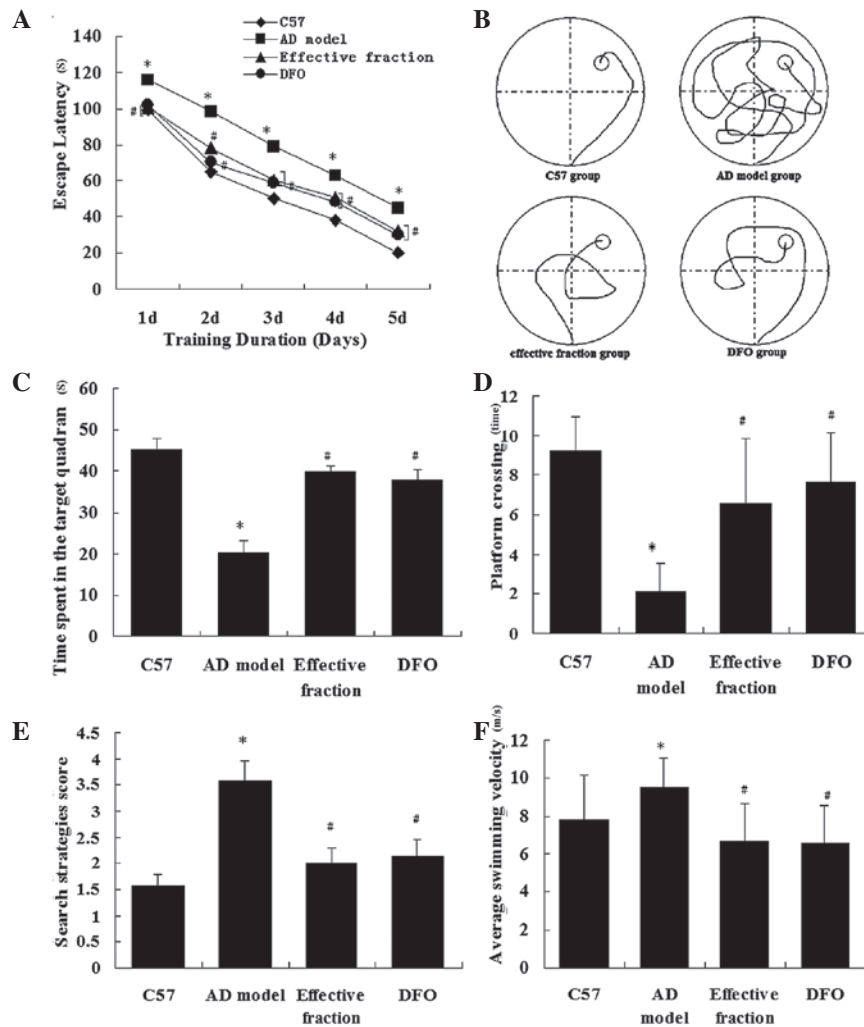 A
Escape Latency (S)
140
120
100
80
60
40
20
0
C57
AD model
Effective fraction
DFO
*
*
*
*
*
#
#
#
#
#
#
1d 2d 3d 4d 5d
Training Duration (Days)
B
C57 group
AD model group
effective fraction group
DFO group
C
Time spent in the target quadran (S)
60
50
40
30
20
10
0
*
#
#
C57
AD model
Effective
fraction
DFO
D
Platform crossing (time)
12
10
8
6
4
2
0
*
#
#
C57
AD
model
Effective
fraction
DFO
E
Search strategies score
4.5
4
3.5
3
2.5
2
1.5
1
0.5
0
*
#
#
C57
AD model
Effective
fraction
DFO
F
Average swimming velocity (m/s)
12
10
8
6
4
2
0
*
#
#
C57
AD
model
Effective
fraction
DFO